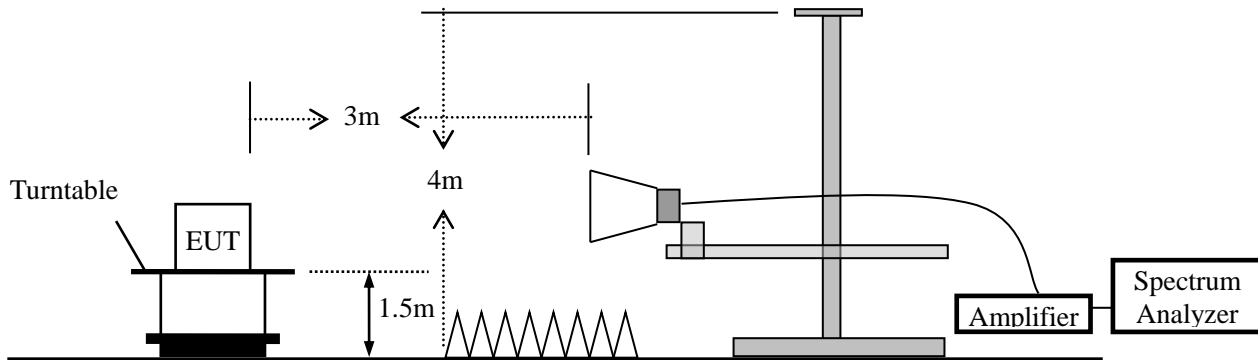 3m
4m
Turntable
EUT
1.5m
Amplifier
Spectrum
Analyzer